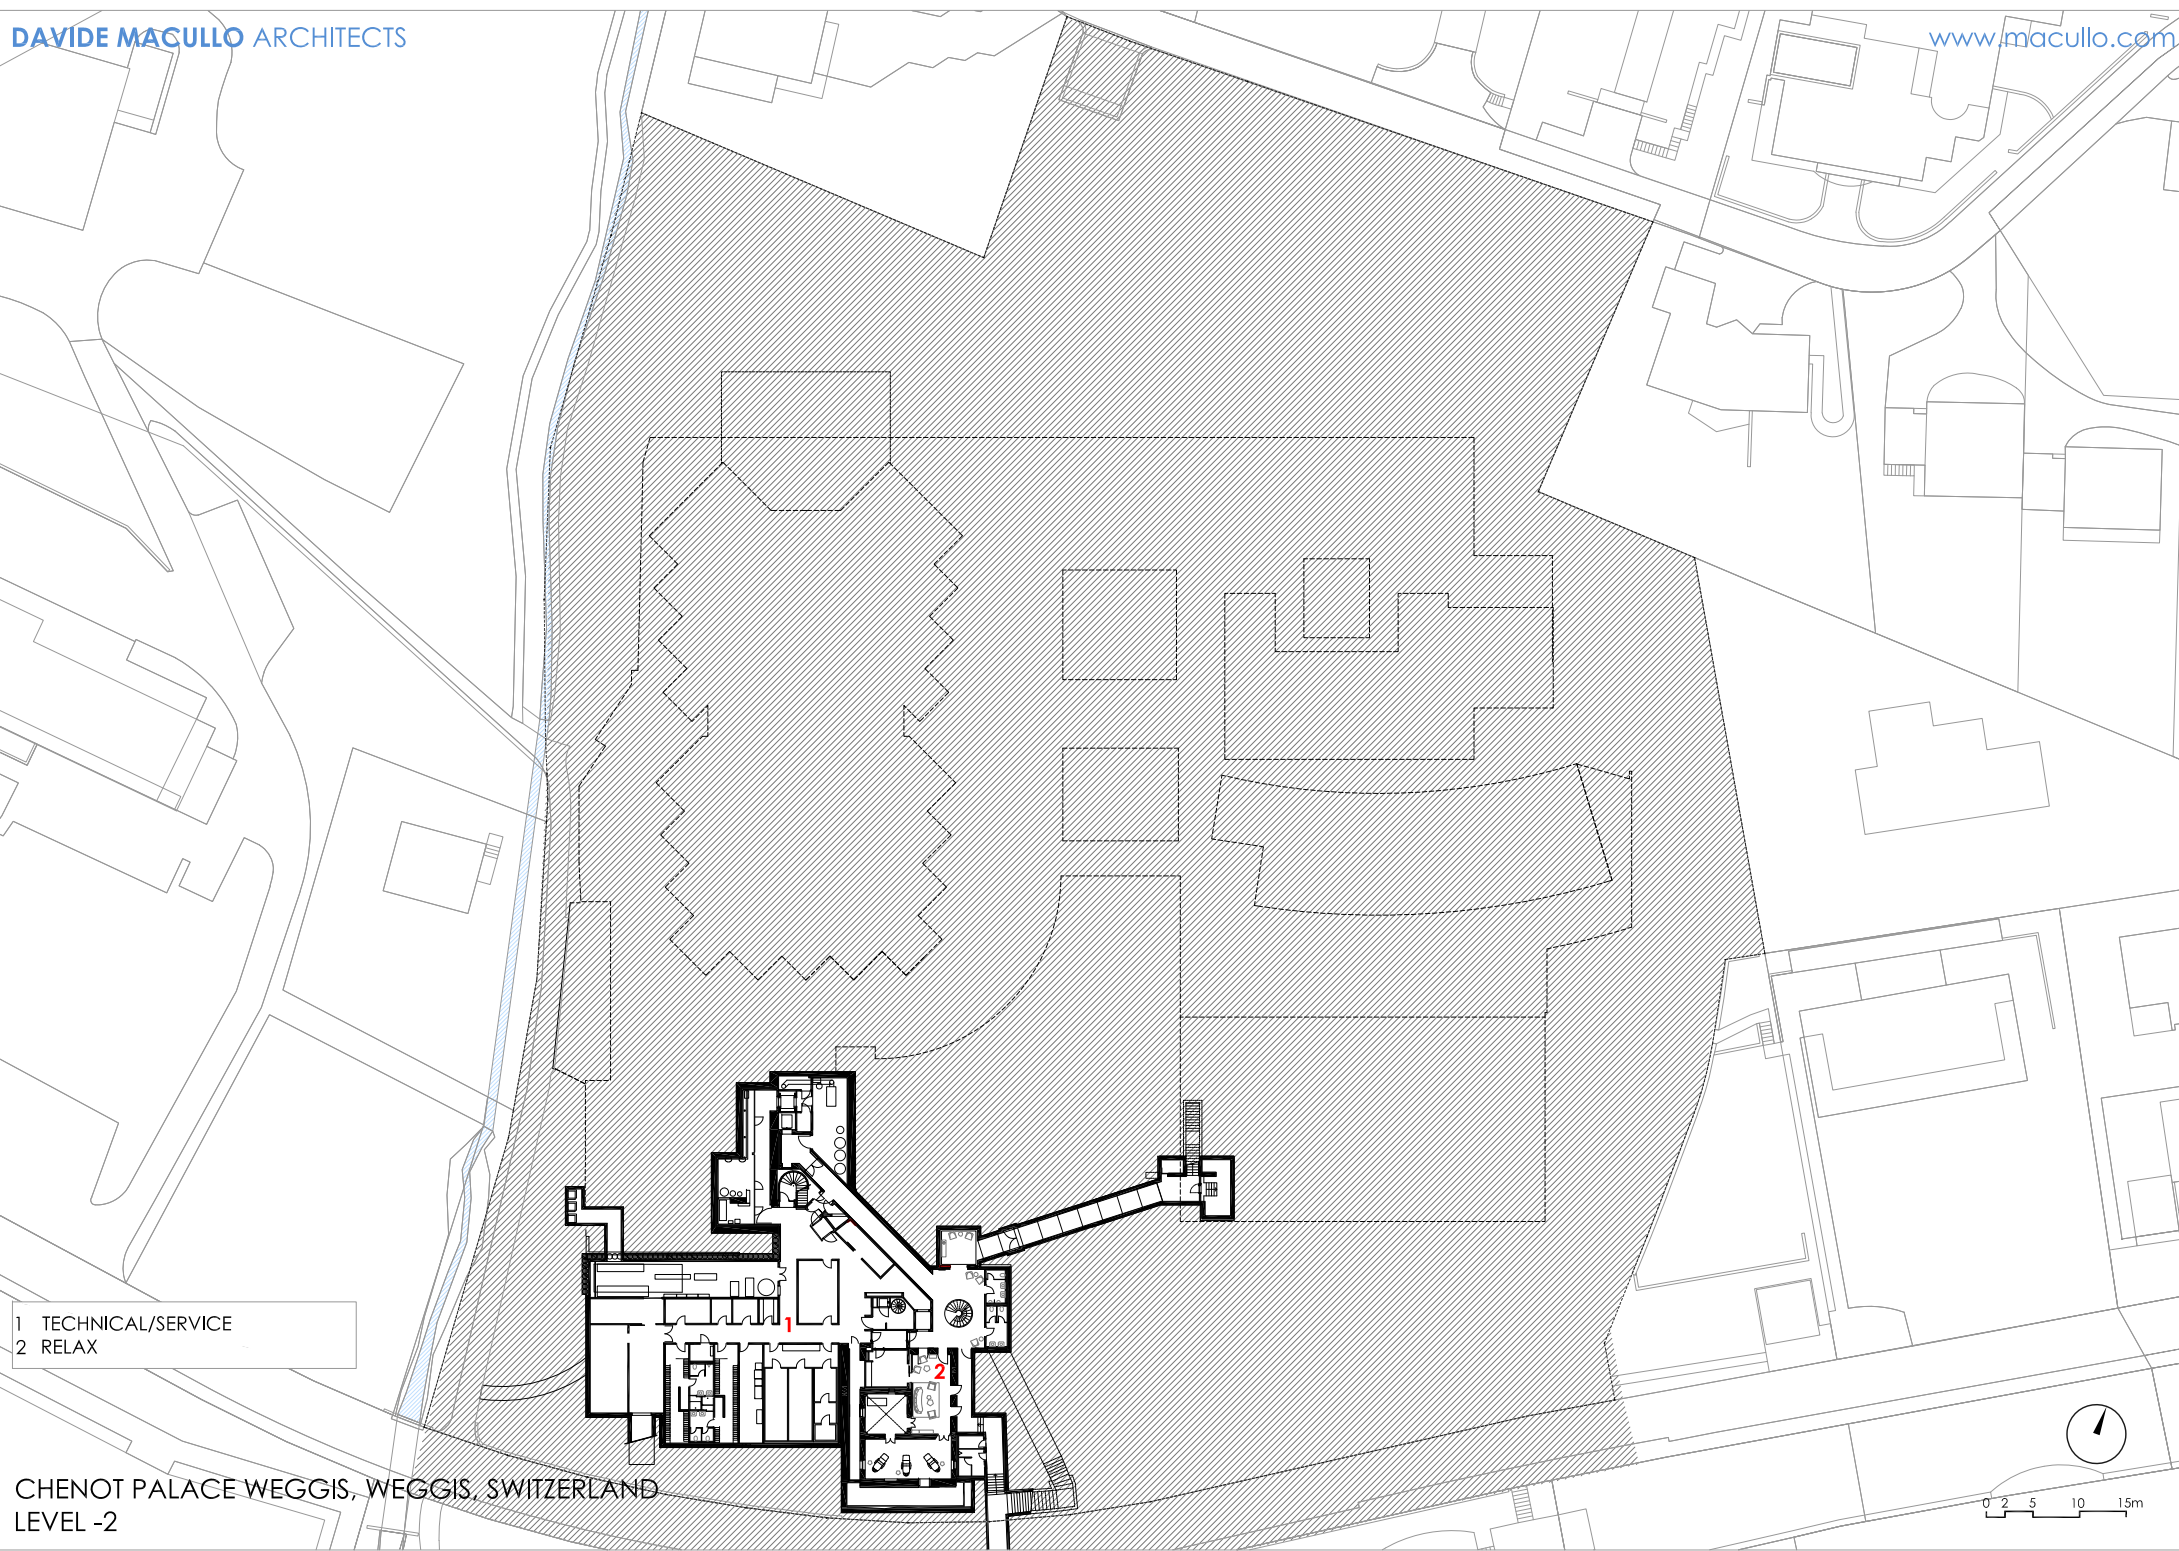 DAVIDE MACULLO ARCHITECTS
www.macullo.com
1
2
1 TECHNICAL/SERVICE
2 RELAX
CHENOT PALACE WEGGIS, WEGGIS, SWITZERLAND
LEVEL -2
0 2 5 10 15m